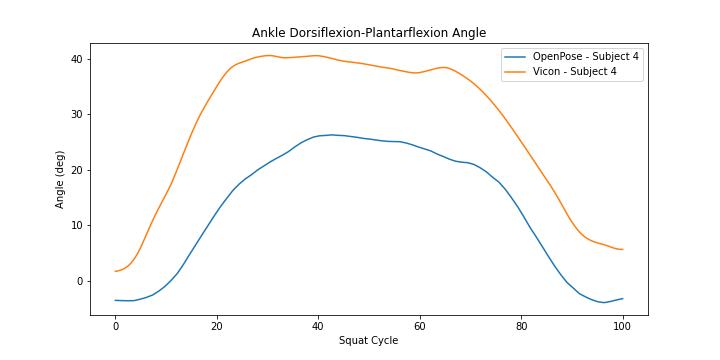 Ankle Dorsiflexion-Plantarflexion Angle
OpenPose - Subject 4
Vicon - Subject 4
Angle (deg)
40
30
20
10
0
0 20 40 60 80 100
Squat Cycle